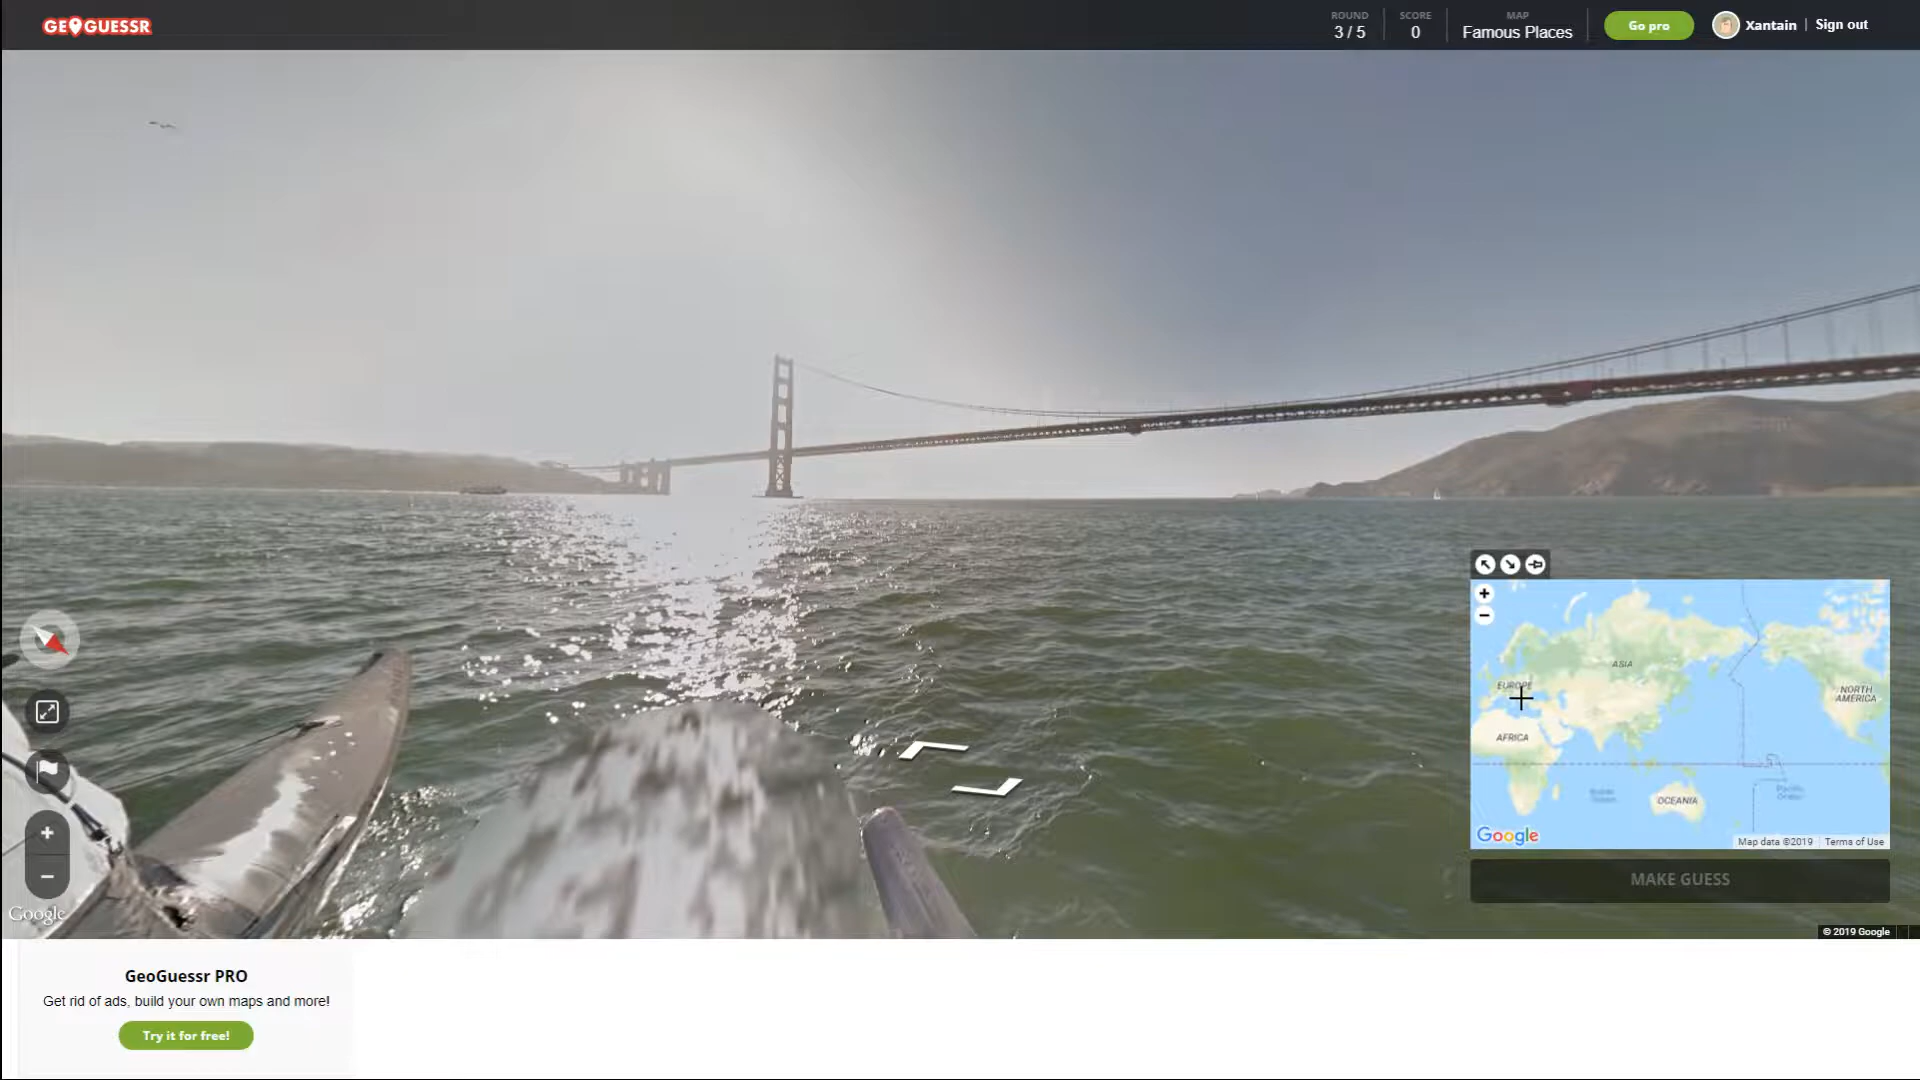 GEOGUESSR
ROUND
3 / 5
SCORE
0
MAP
Famous Places
Go pro
Xantain
Sign out
EUROPE
ASIA
AFRICA
OCEANIA
NORTH
AMERICA
Pacific
Ocean
Google
Map data ©2019
Terms of Use
MAKE GUESS
Google
© 2019 Google
GeoGuessr PRO
Get rid of ads, build your own maps and more!
Try it for free!